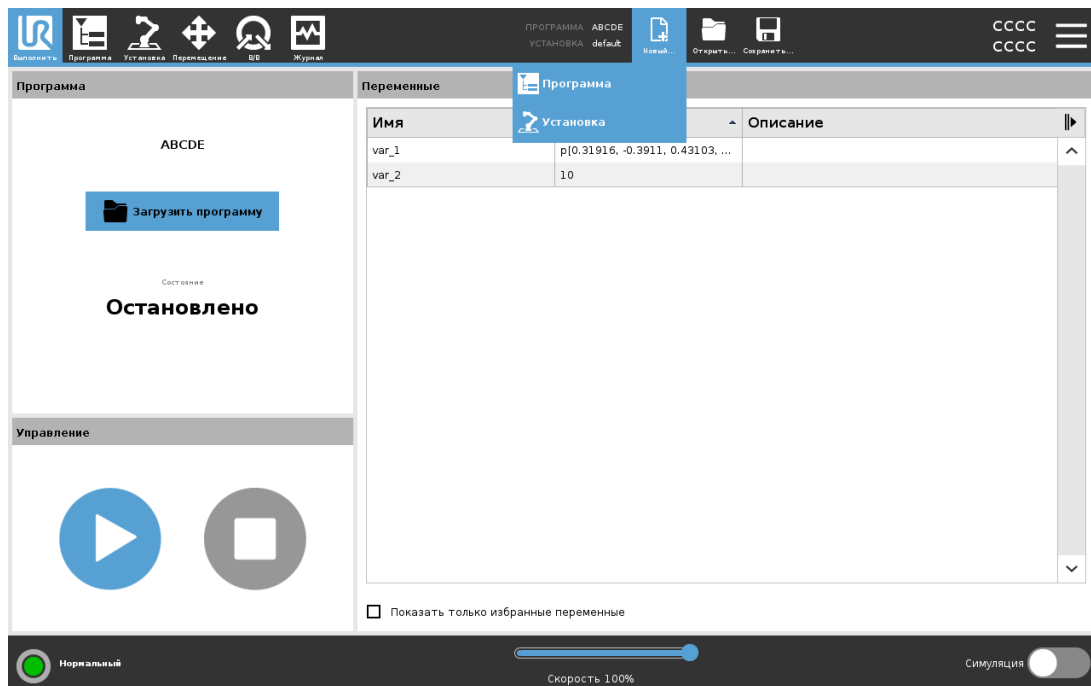 ПРОГРАММА ABCDE
УСТАНОВКА default
CCCC
CCCC
Выполнить Программа Установка Перемещение В/В Журнал Новый... Открыть... Сохранить...
Программа
Установка
Программа
ABCDE
Загрузить программу
Состояние
Остановлено
Управление
Переменные
Имя Описание
var_1 p[0.31916, -0.3911, 0.43103, ...
var_2 10
Показать только избранные переменные
Нормальный
Скорость 100%
Симуляция